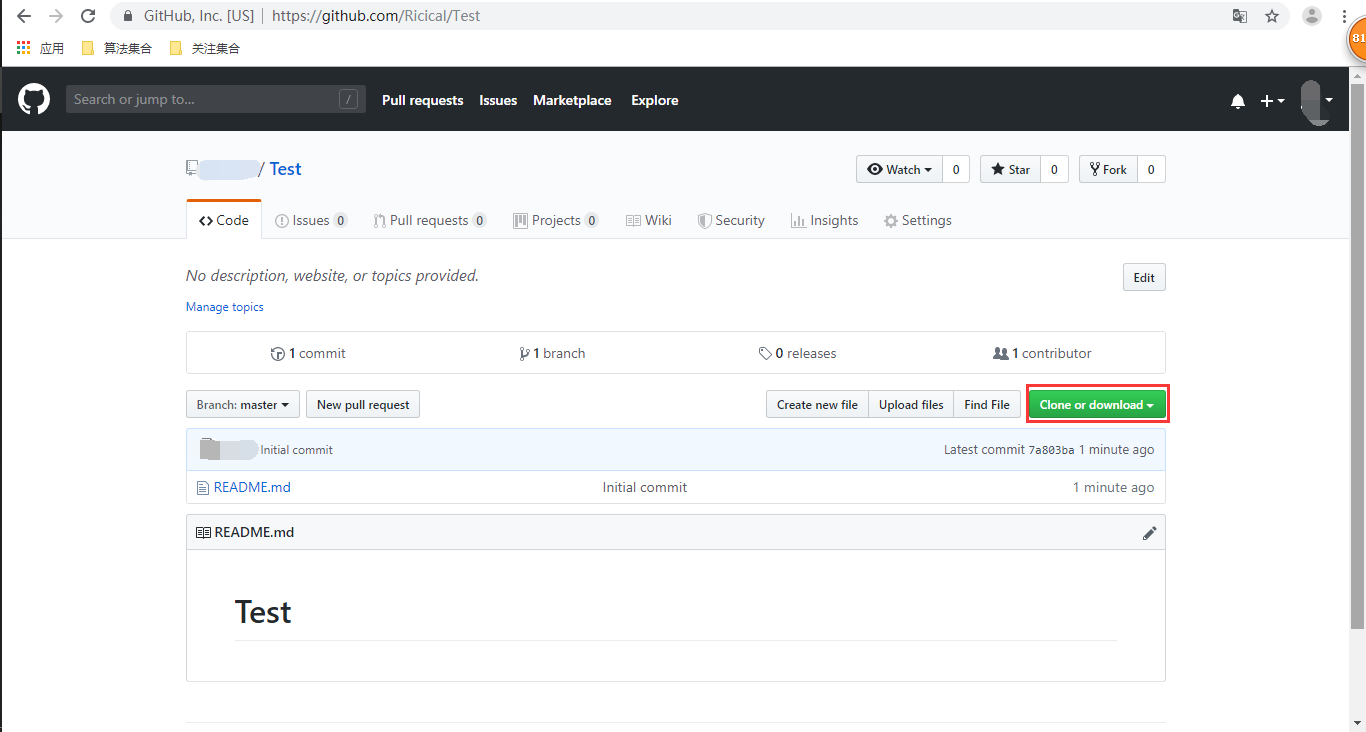 GitHub, Inc. [US] | https://github.com/Ricical/Test
81
应用 算法集合 关注集合
Search or jump to... / Pull requests Issues Marketplace Explore
/ Test Watch 0 Star 0 Fork 0
Code Issues 0 Pull requests 0 Projects 0 Wiki Security Insights Settings
No description, website, or topics provided. Edit
Manage topics
1 commit 1 branch 0 releases 1 contributor
Branch: master New pull request Create new file Upload files Find File Clone or download
Initial commit Latest commit 7a803ba 1 minute ago
README.md Initial commit 1 minute ago
README.md
Test